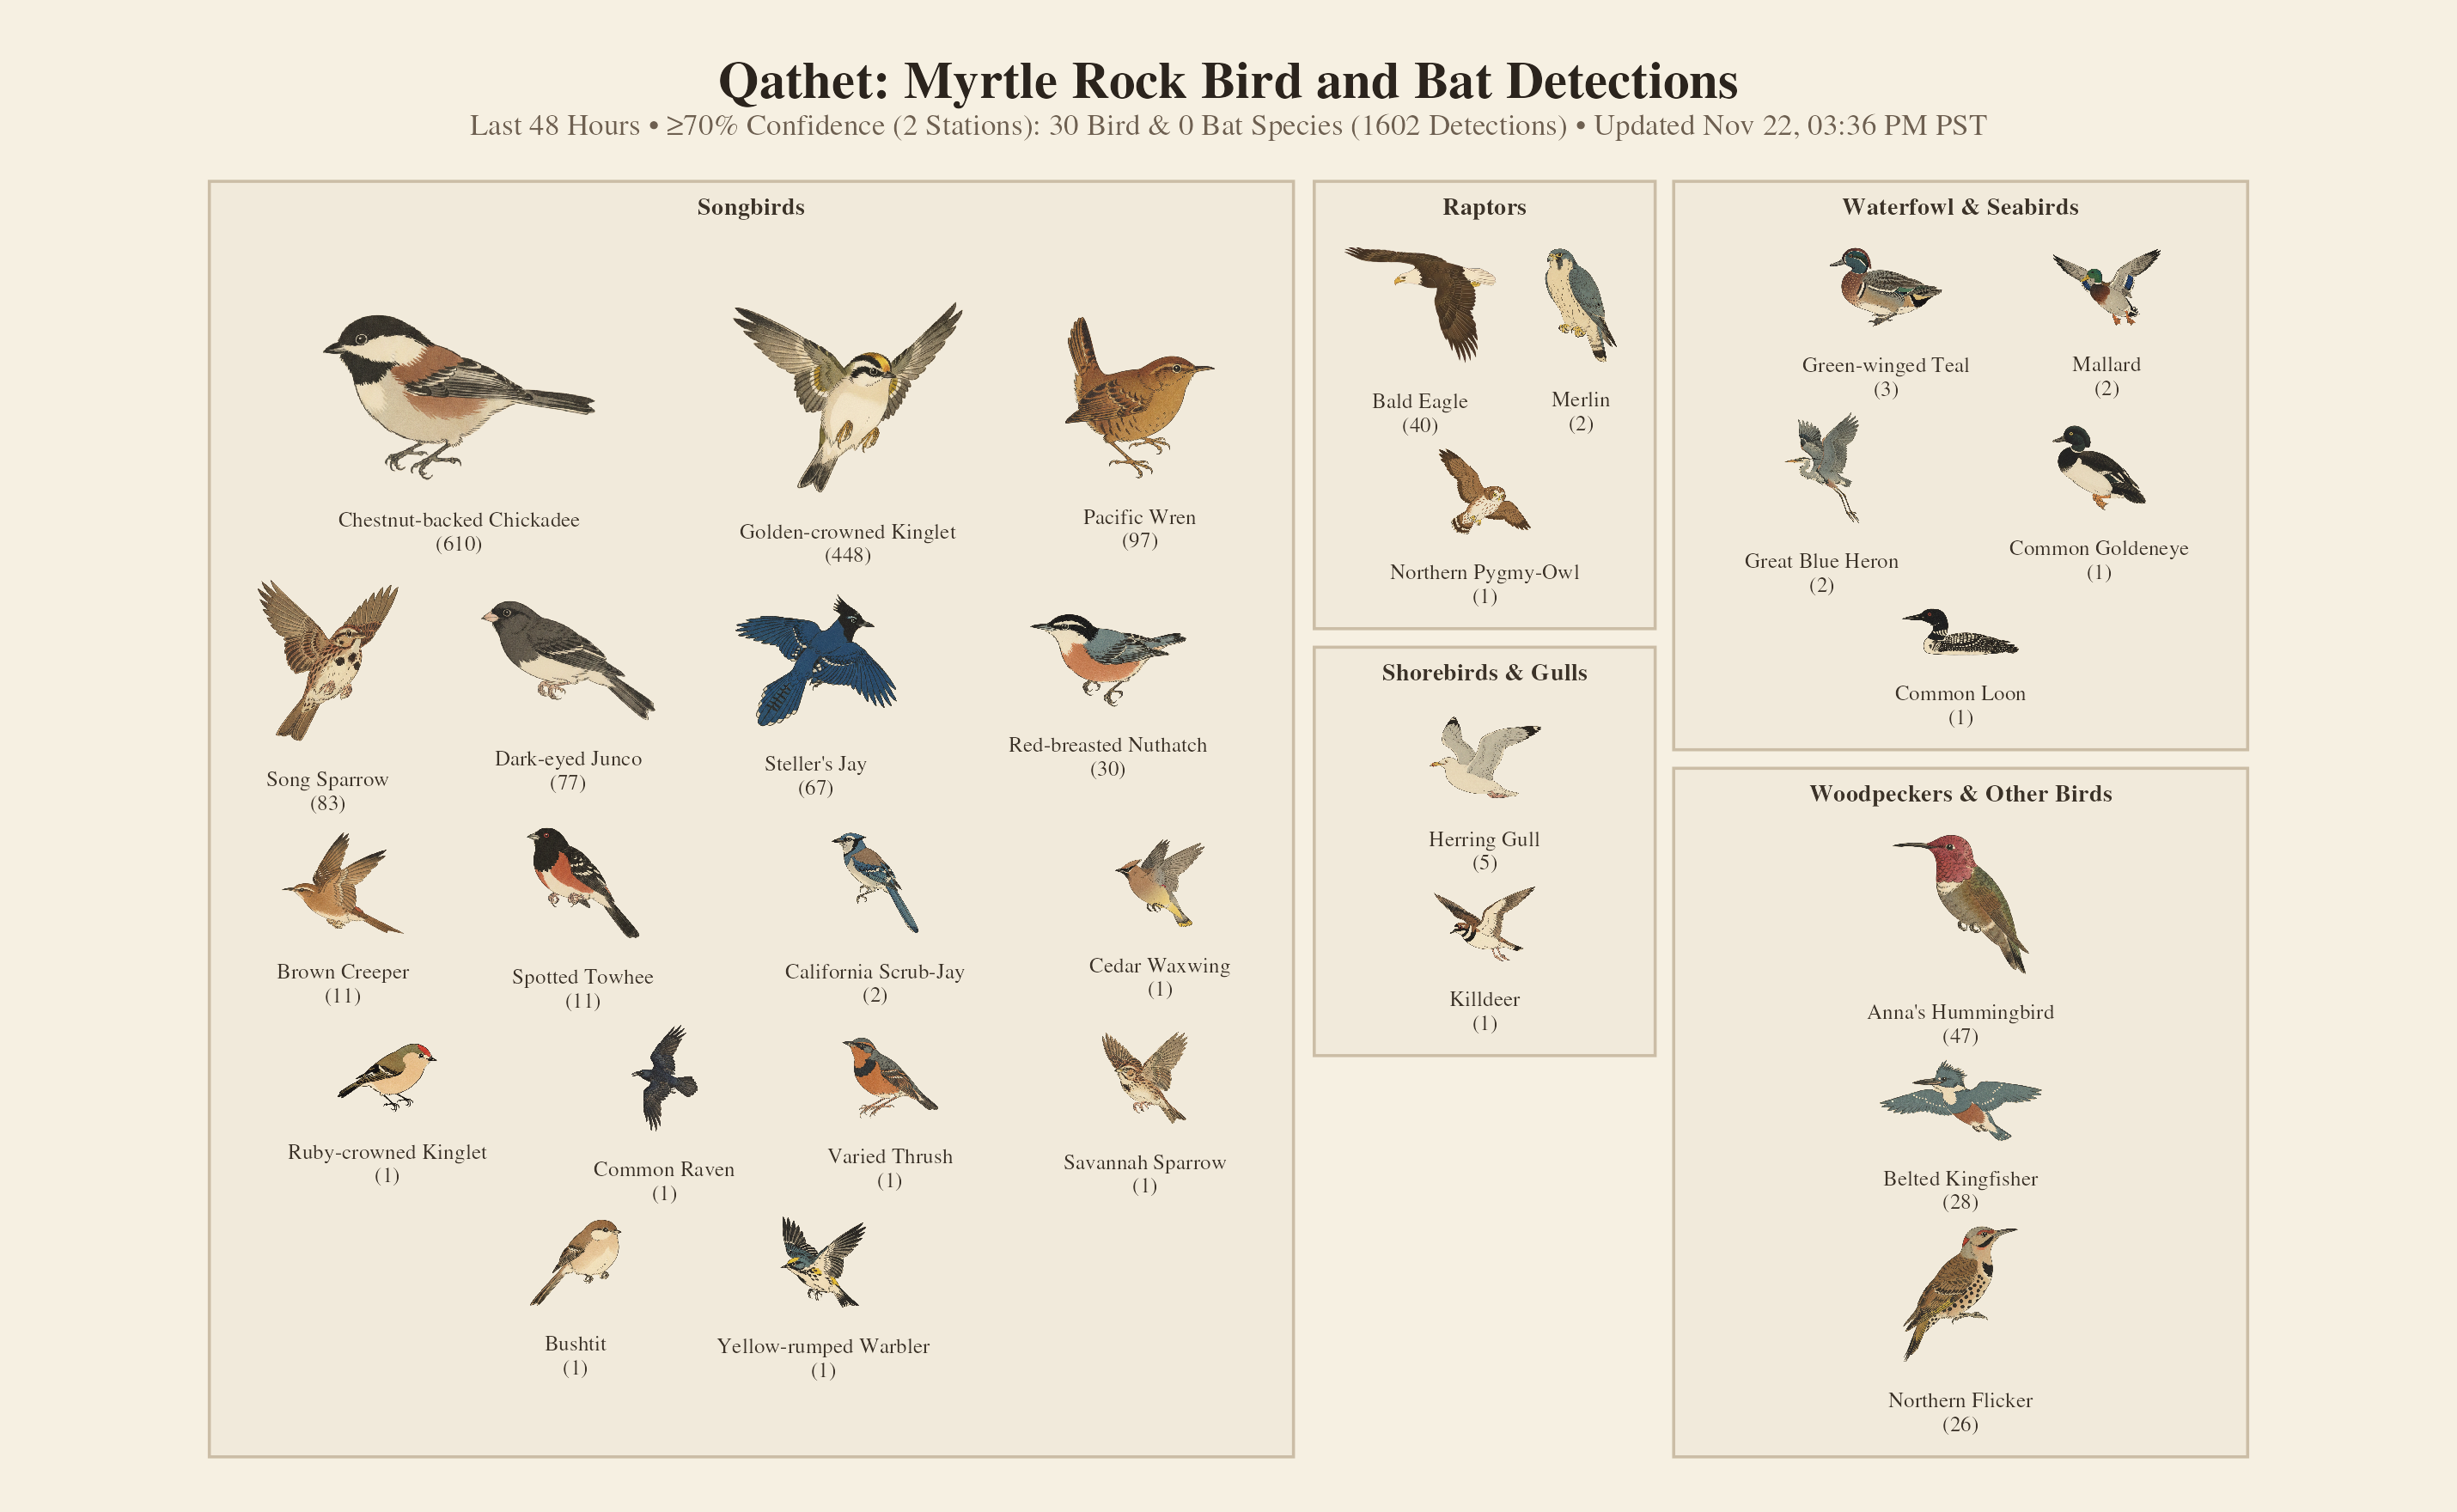 Qathet: Myrtle Rock Bird and Bat Detections
Last 48 Hours • ≥70% Confidence (2 Stations): 30 Bird & 0 Bat Species (1602 Detections) • Updated Nov 22, 03:36 PM PST
Songbirds
Chestnut-backed Chickadee
(610)
Golden-crowned Kinglet
(448)
Pacific Wren
(97)
Song Sparrow
(83)
Dark-eyed Junco
(77)
Steller's Jay
(67)
Red-breasted Nuthatch
(30)
Brown Creeper
(11)
Spotted Towhee
(11)
California Scrub-Jay
(2)
Cedar Waxwing
(1)
Ruby-crowned Kinglet
(1)
Common Raven
(1)
Varied Thrush
(1)
Savannah Sparrow
(1)
Bushtit
(1)
Yellow-rumped Warbler
(1)
Raptors
Bald Eagle
(40)
Merlin
(2)
Northern Pygmy-Owl
(1)
Shorebirds & Gulls
Herring Gull
(5)
Killdeer
(1)
Waterfowl & Seabirds
Green-winged Teal
(3)
Mallard
(2)
Great Blue Heron
(2)
Common Goldeneye
(1)
Common Loon
(1)
Woodpeckers & Other Birds
Anna's Hummingbird
(47)
Belted Kingfisher
(28)
Northern Flicker
(26)